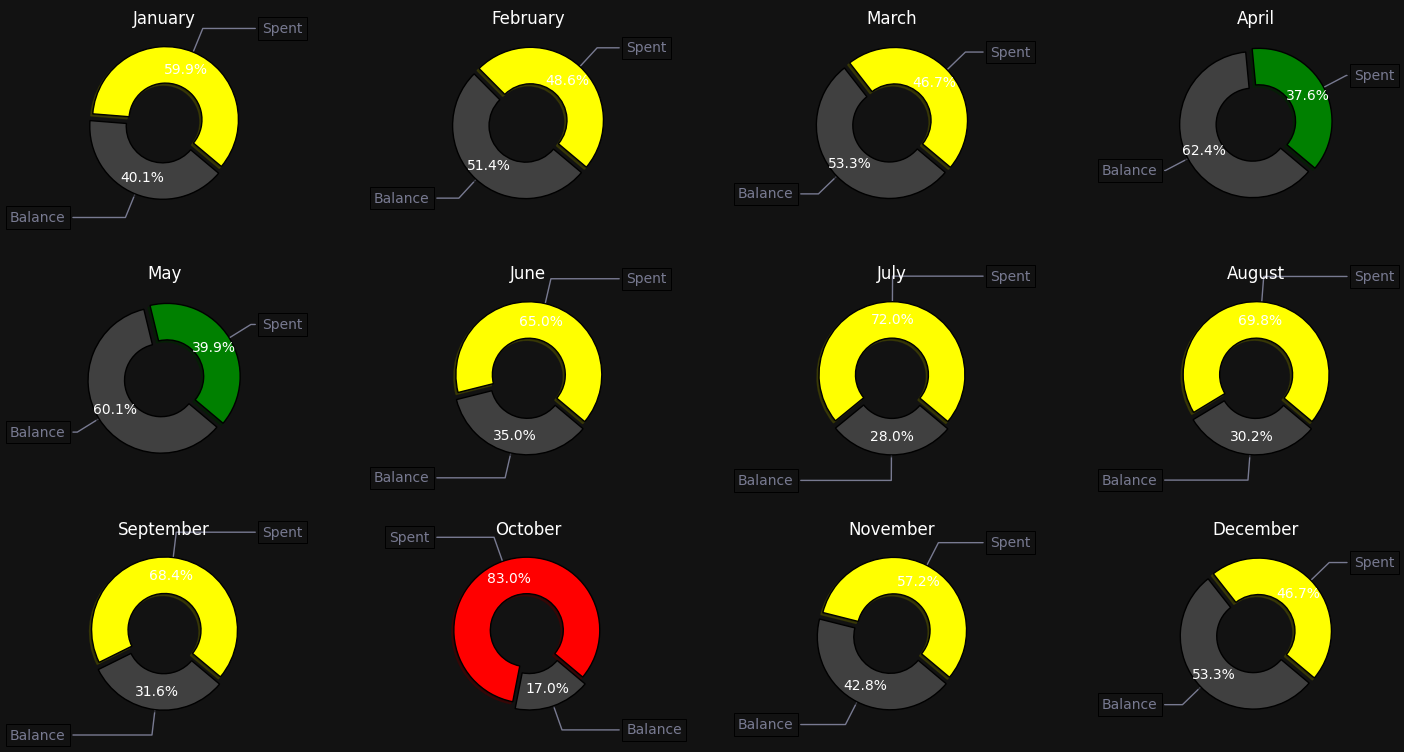 January
Spent
59.9%
40.1%
Balance
February
Spent
48.6%
51.4%
Balance
March
Spent
46.7%
53.3%
Balance
April
Spent
37.6%
62.4%
Balance
May
Spent
39.9%
60.1%
Balance
June
Spent
65.0%
35.0%
Balance
July
Spent
72.0%
28.0%
Balance
August
Spent
69.8%
30.2%
Balance
September
Spent
68.4%
31.6%
Balance
October
Spent
83.0%
17.0%
Balance
November
Spent
57.2%
42.8%
Balance
December
Spent
46.7%
53.3%
Balance